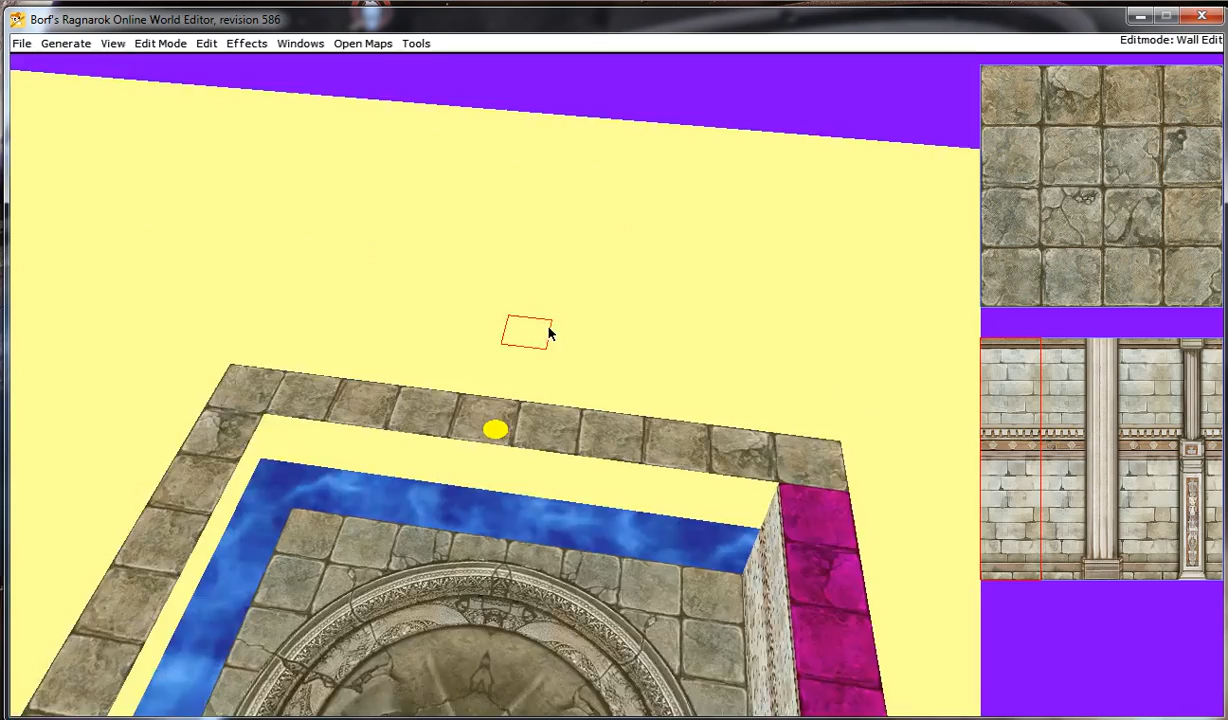 Borf's Ragnarok Online World Editor, revision 586
File Generate View Edit Mode Edit Effects Windows Open Maps Tools
Editmode: Wall Edit